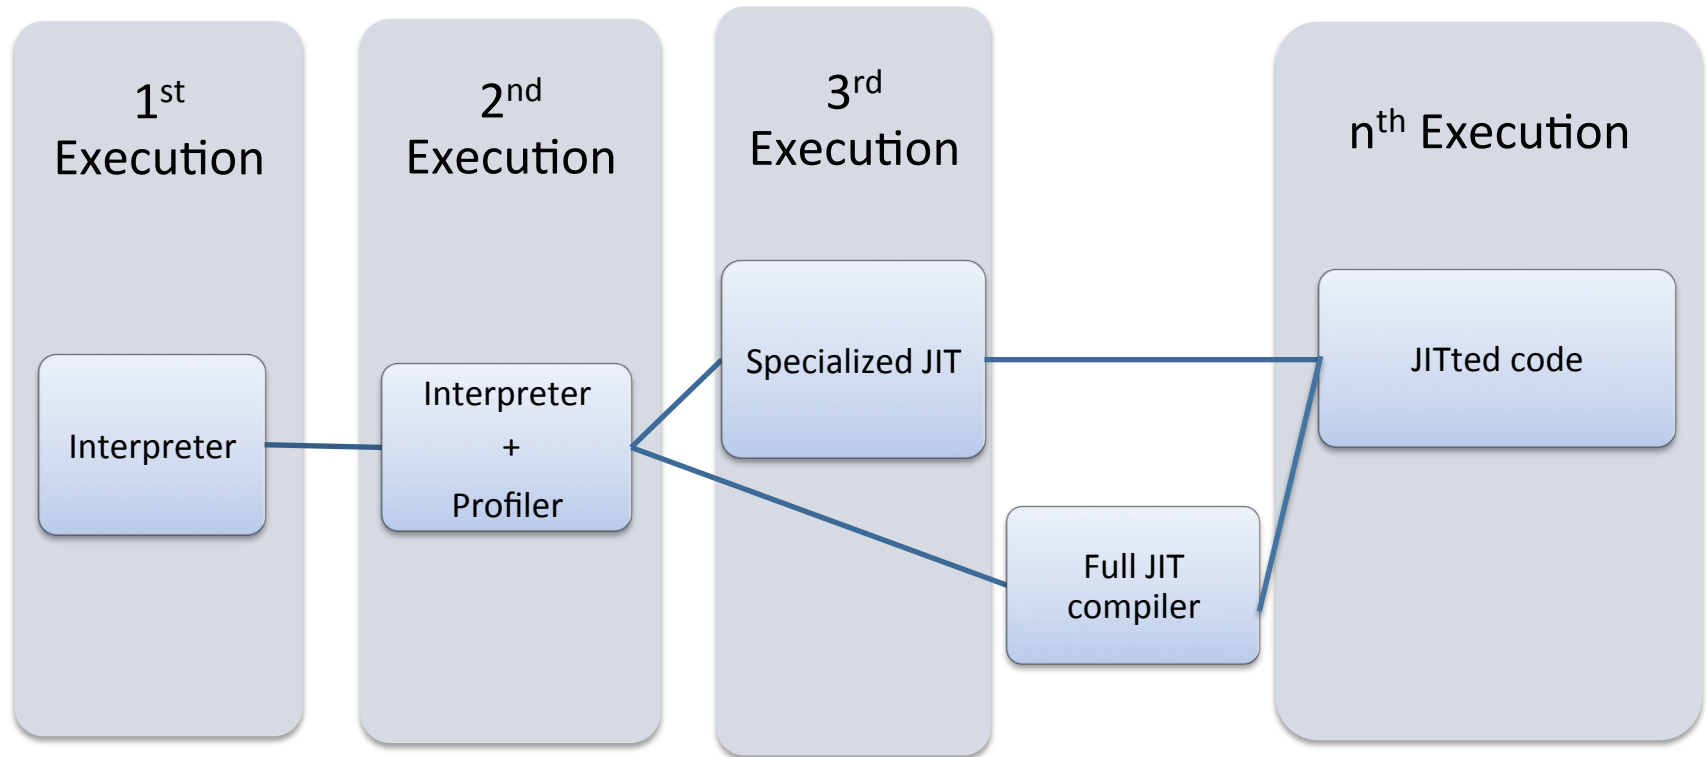 1st
Execution
2nd
Execution
3rd
Execution
nth Execution
Interpreter
Interpreter
+
Profiler
Specialized JIT
Full JIT
compiler
JITted code